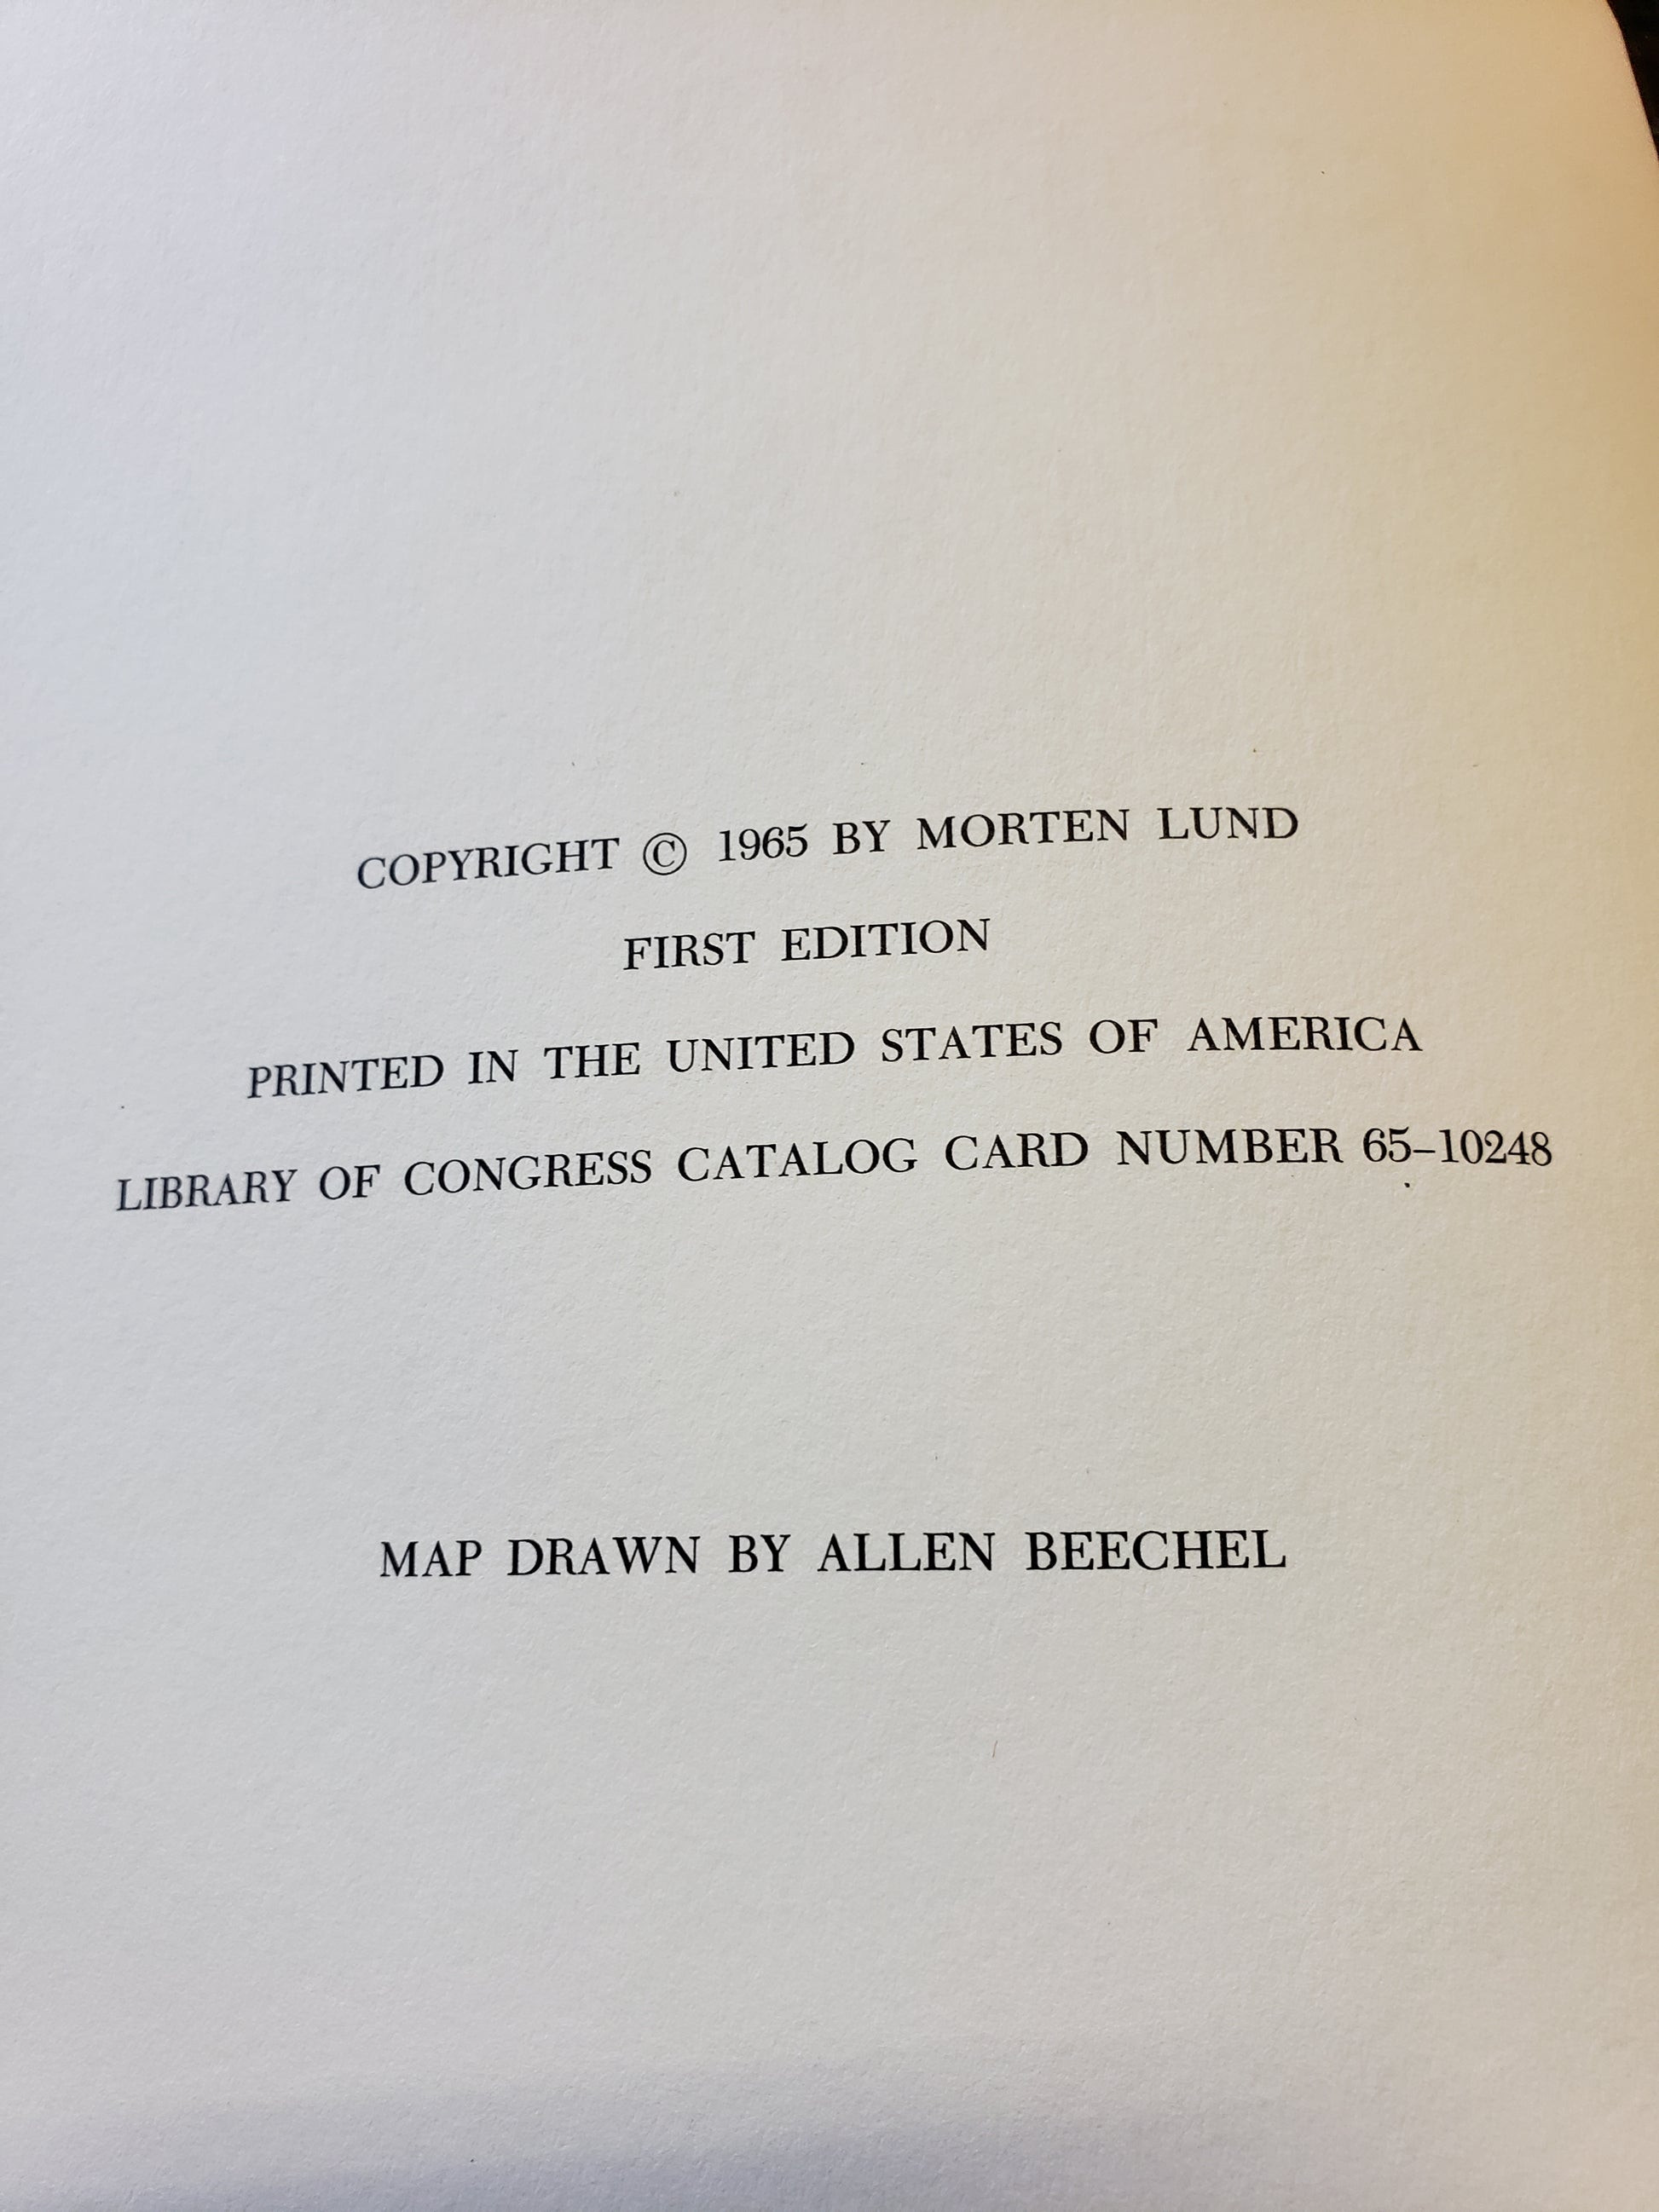 COPYRIGHT © 1965 BY MORTEN LUND
FIRST EDITION
PRINTED IN THE UNITED STATES OF AMERICA
LIBRARY OF CONGRESS CATALOG CARD NUMBER 65–10248
MAP DRAWN BY ALLEN BEECHEL